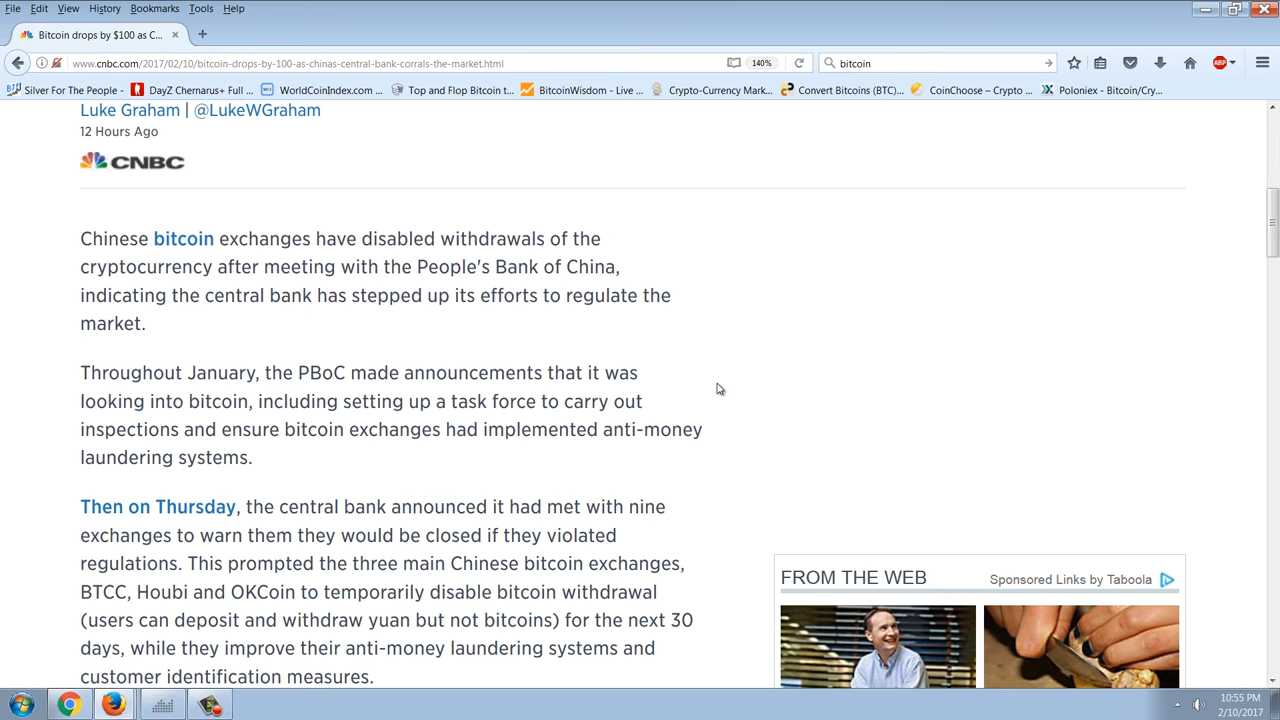 File Edit View History Bookmarks Tools Help
Bitcoin drops by $100 as C...
www.cnbc.com/2017/02/10/bitcoin-drops-by-100-as-chinas-central-bank-corrals-the-market.html 140% bitcoin ABP
Silver For The People - DayZ Chernarus+ Full ... WorldCoinIndex.com ... Top and Flop Bitcoin t... BitcoinWisdom - Live ... Crypto-Currency Mark... Convert Bitcoins (BTC)... CoinChoose – Crypto ... Poloniex - Bitcoin/Cry...
Luke Graham | @LukeWGraham
12 Hours Ago
CNBC
Chinese bitcoin exchanges have disabled withdrawals of the
cryptocurrency after meeting with the People's Bank of China,
indicating the central bank has stepped up its efforts to regulate the
market.
Throughout January, the PBoC made announcements that it was
looking into bitcoin, including setting up a task force to carry out
inspections and ensure bitcoin exchanges had implemented anti-money
laundering systems.
Then on Thursday, the central bank announced it had met with nine
exchanges to warn them they would be closed if they violated
regulations. This prompted the three main Chinese bitcoin exchanges,
BTCC, Houbi and OKCoin to temporarily disable bitcoin withdrawal
(users can deposit and withdraw yuan but not bitcoins) for the next 30
days, while they improve their anti-money laundering systems and
customer identification measures.
FROM THE WEB Sponsored Links by Taboola
10:55 PM
2/10/2017